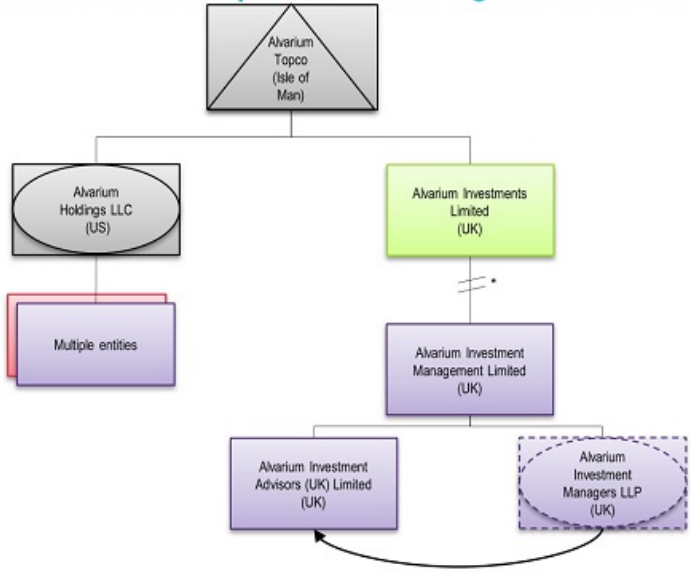 Alvarium
Topco
(Isle of
Man)
Alvarium
Holdings LLC
(US)
Alvarium Investments
Limited
(UK)
*
Multiple entities
Alvarium Investment
Management Limited
(UK)
Alvarium Investment
Advisors (UK) Limited
(UK)
Alvarium
Investment
Managers LLP
(UK)